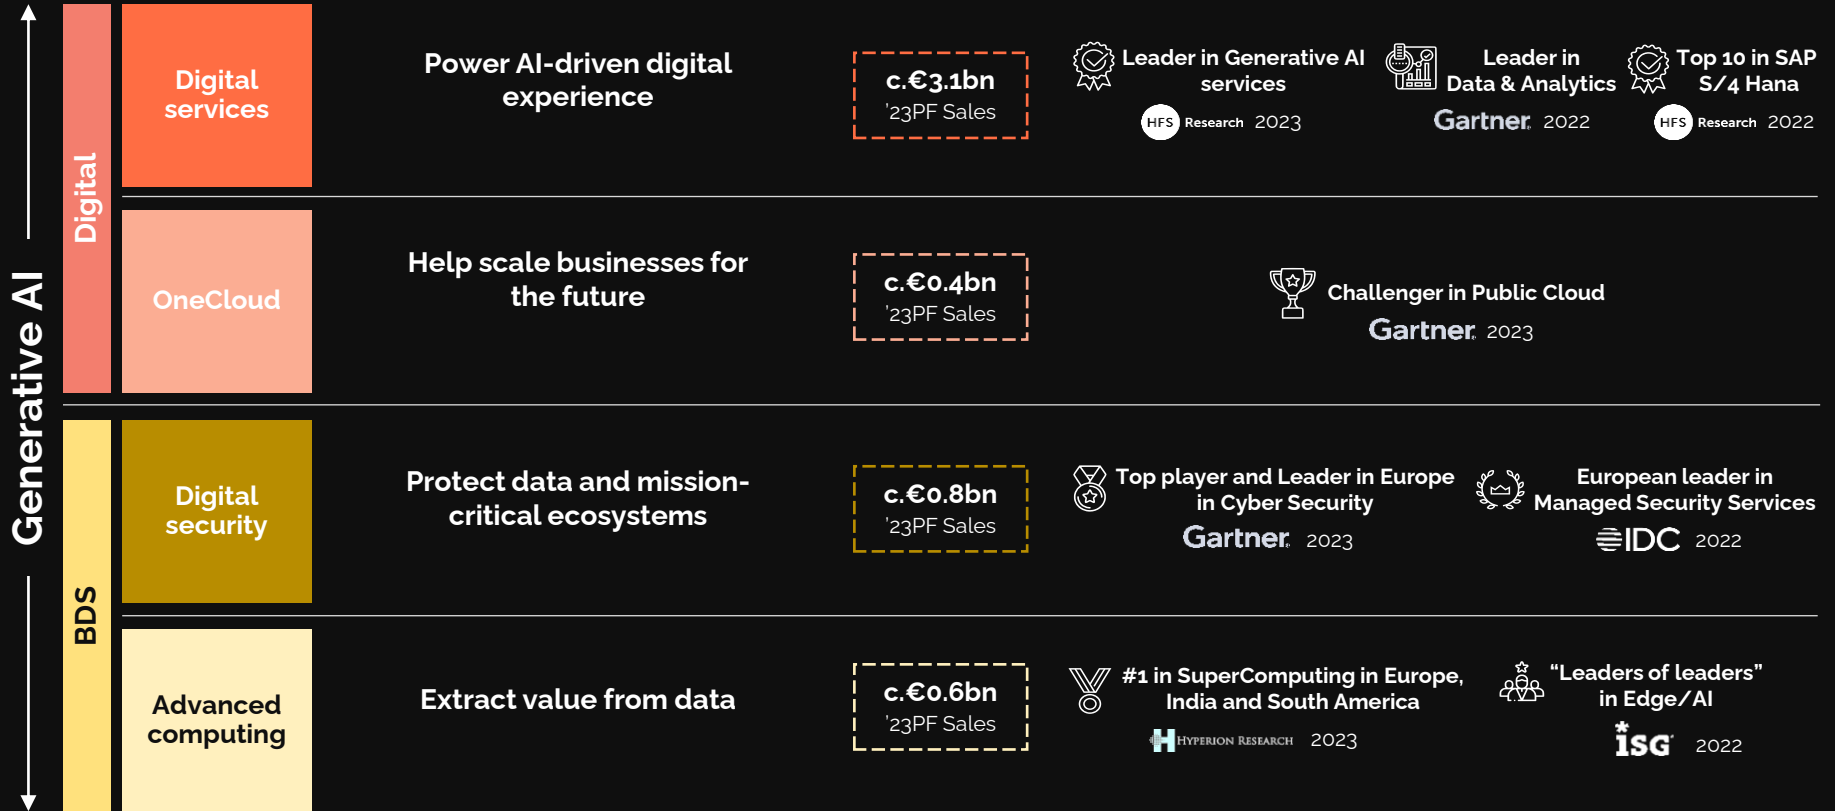 Generative AI
Digital
Digital
services
Power AI-driven digital
experience
c.€3.1bn
’23PF Sales
Leader in Generative AI
services
HFS Research 2023
Leader in
Data & Analytics
Gartner 2022
Top 10 in SAP
S/4 Hana
HFS Research 2022
OneCloud
Help scale businesses for
the future
c.€0.4bn
’23PF Sales
Challenger in Public Cloud
Gartner 2023
BDS
Digital
security
Protect data and mission-
critical ecosystems
c.€0.8bn
’23PF Sales
Top player and Leader in Europe
in Cyber Security
Gartner 2023
European leader in
Managed Security Services
IDC 2022
Advanced
computing
Extract value from data
c.€0.6bn
’23PF Sales
#1 in SuperComputing in Europe,
India and South America
HYPERION RESEARCH 2023
“Leaders of leaders”
in Edge/AI
iSG 2022